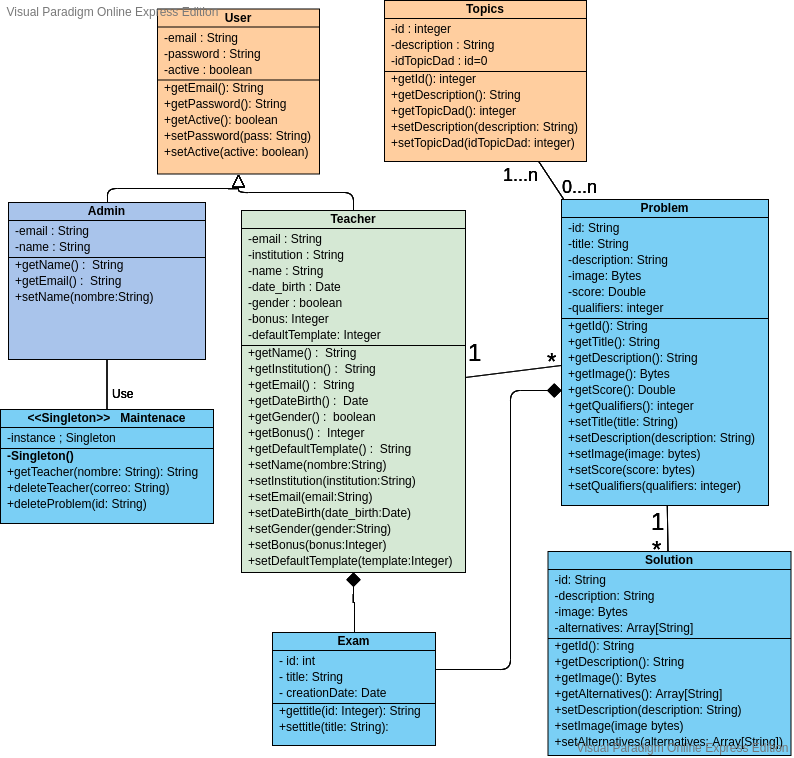 Visual Paradigm Online Express Edition
User
-email : String
-password : String
-active : boolean
+getEmail(): String
+getPassword(): String
+getActive(): boolean
+setPassword(pass: String)
+setActive(active: boolean)
Topics
-id : integer
-description : String
-idTopicDad : id=0
+getId(): integer
+getDescription(): String
+getTopicDad(): integer
+setDescription(description: String)
+setTopicDad(idTopicDad: integer)
1...n
0...n
Admin
-email : String
-name : String
+getName() :  String
+getEmail() :  String
+setName(nombre:String)
Use
<<Singleton>>   Maintenace
-instance ; Singleton
-Singleton()
+getTeacher(nombre: String): String
+deleteTeacher(correo: String)
+deleteProblem(id: String)
Teacher
-email : String
-institution : String
-name : String
-date_birth : Date
-gender : boolean
-bonus: Integer
-defaultTemplate: Integer
+getName() :  String
+getInstitution() :  String
+getEmail() :  String
+getDateBirth() :  Date
+getGender() :  boolean
+getBonus() :  Integer
+getDefaultTemplate() :  String
+setName(nombre:String)
+setInstitution(institution:String)
+setEmail(email:String)
+setDateBirth(date_birth:Date)
+setGender(gender:String)
+setBonus(bonus:Integer)
+setDefaultTemplate(template:Integer)
1
*
Problem
-id: String
-title: String
-description: String
-image: Bytes
-score: Double
-qualifiers: integer
+getId(): String
+getTitle(): String
+getDescription(): String
+getImage(): Bytes
+getScore(): Double
+getQualifiers(): integer
+setTitle(title: String)
+setDescription(description: String)
+setImage(image: bytes)
+setScore(score: bytes)
+setQualifiers(qualifiers: integer)
1
*
Solution
-id: String
-description: String
-image: Bytes
-alternatives: Array[String]
+getId(): String
+getDescription(): String
+getImage(): Bytes
+getAlternatives(): Array[String]
+setDescription(description: String)
+setImage(image bytes)
+setAlternatives(alternatives: Array[String])
Exam
- id: int
- title: String
- creationDate: Date
+gettitle(id: Integer): String
+settitle(title: String):
Visual Paradigm Online Express Edition